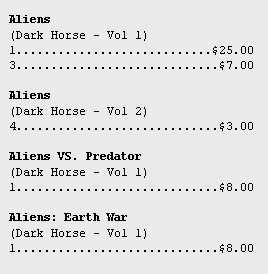 Aliens
(Dark Horse - Vol 1)
1............................$25.00
3.............................$7.00
Aliens
(Dark Horse - Vol 2)
4.............................$3.00
Aliens VS. Predator
(Dark Horse - Vol 1)
1.............................$8.00
Aliens: Earth War
(Dark Horse - Vol 1)
1.............................$8.00